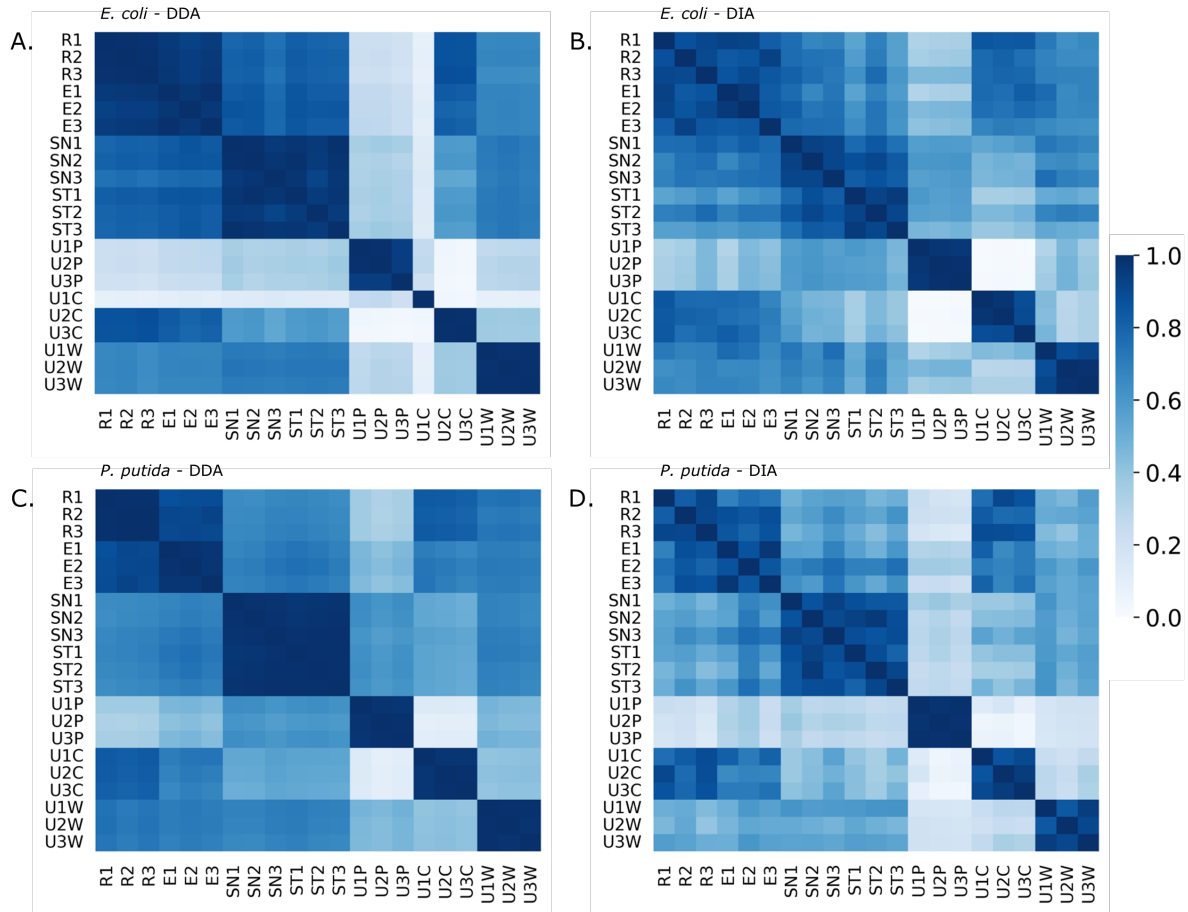 E. coli - DDA
E. coli - DIA
A.
B.
R1
R2
R3
E1
E2
E3
SN1
SN2
SN3
ST1
ST2
ST3
U1P
U2P
U3P
U1C
U2C
U3C
U1W
U2W
U3W
R1 R2 R3 E1 E2 E3 SN1 SN2 SN3 ST1 ST2 ST3 U1P U2P U3P U1C U2C U3C U1W U2W U3W
R1
R2
R3
E1
E2
E3
SN1
SN2
SN3
ST1
ST2
ST3
U1P
U2P
U3P
U1C
U2C
U3C
U1W
U2W
U3W
R1 R2 R3 E1 E2 E3 SN1 SN2 SN3 ST1 ST2 ST3 U1P U2P U3P U1C U2C U3C U1W U2W U3W
1.0
0.8
0.6
0.4
0.2
0.0
P. putida - DDA
P. putida - DIA
C.
D.
R1
R2
R3
E1
E2
E3
SN1
SN2
SN3
ST1
ST2
ST3
U1P
U2P
U3P
U1C
U2C
U3C
U1W
U2W
U3W
R1 R2 R3 E1 E2 E3 SN1 SN2 SN3 ST1 ST2 ST3 U1P U2P U3P U1C U2C U3C U1W U2W U3W
R1
R2
R3
E1
E2
E3
SN1
SN2
SN3
ST1
ST2
ST3
U1P
U2P
U3P
U1C
U2C
U3C
U1W
U2W
U3W
R1 R2 R3 E1 E2 E3 SN1 SN2 SN3 ST1 ST2 ST3 U1P U2P U3P U1C U2C U3C U1W U2W U3W